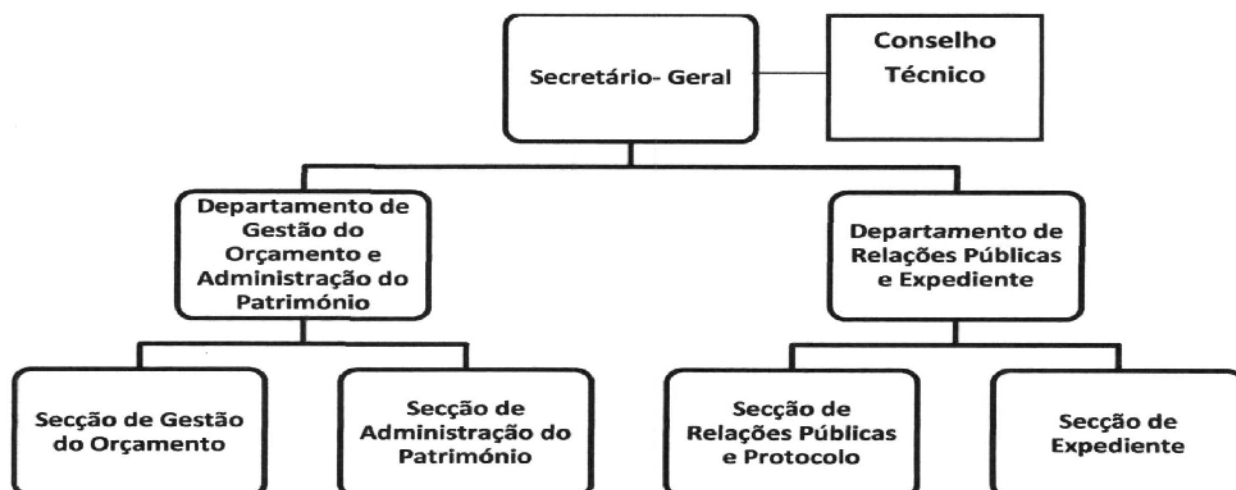 Secretário- Geral
Conselho
Técnico
Departamento de
Gestão do
Orçamento e
Administração do
Património
Departamento de
Relações Públicas
e Expediente
Secção de Gestão
do Orçamento
Secção de
Administração do
Património
Secção de
Relações Públicas
e Protocolo
Secção de
Expediente